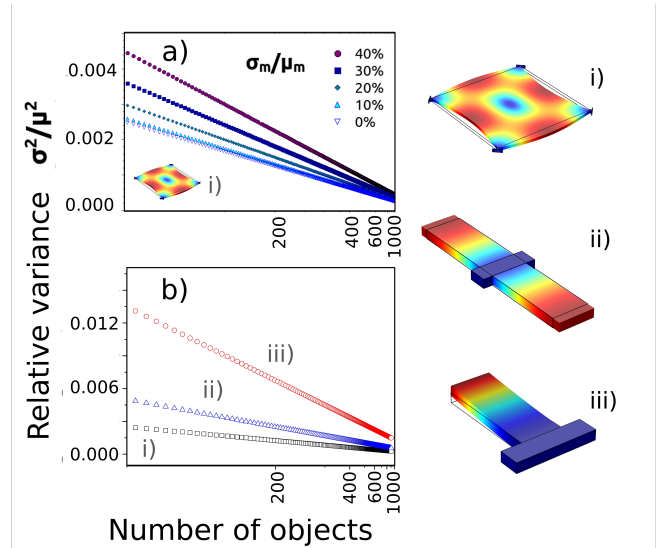 a)
σm/μm
40%
30%
20%
10%
0%
i)
0.004
0.002
0.000
200
400
600
1000
Relative variance σ²/μ²
b)
iii)
ii)
i)
0.012
0.006
0.000
200
400
600
1000
Number of objects
i)
ii)
iii)